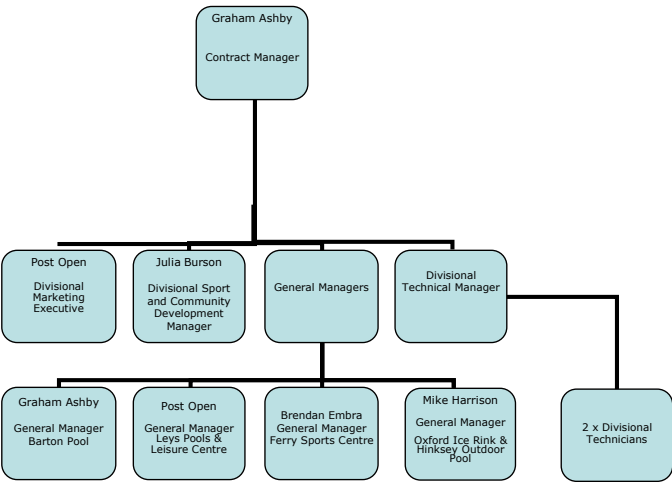 Graham Ashby
Contract Manager
Post Open
Divisional
Marketing
Executive
Julia Burson
Divisional Sport
and Community
Development
Manager
General Managers
Divisional
Technical Manager
Graham Ashby
General Manager
Barton Pool
Post Open
General Manager
Leys Pools &
Leisure Centre
Brendan Embra
General Manager
Ferry Sports Centre
Mike Harrison
General Manager
Oxford Ice Rink &
Hinksey Outdoor
Pool
2 x Divisional
Technicians